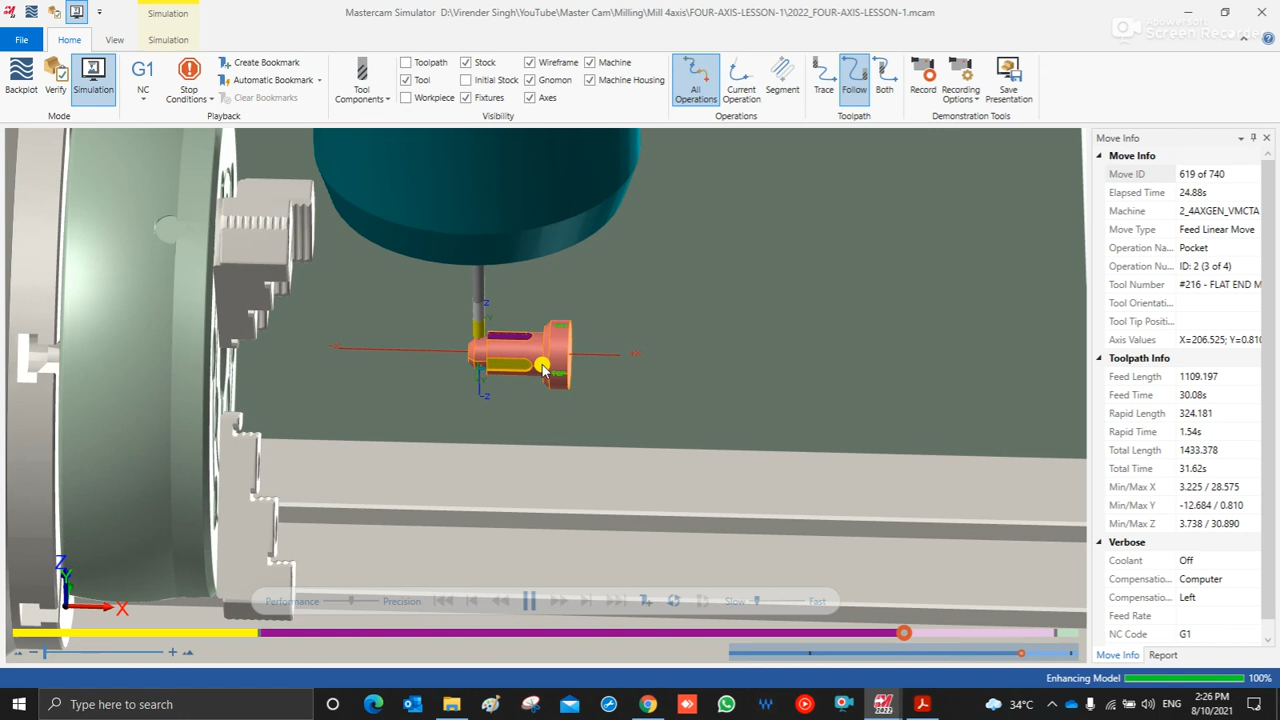 Simulation
Mastercam Simulator D:\Virender Singh\YouTube\Master Cam\Milling\Mill 4axis\FOUR-AXIS-LESSON-1\2022_FOUR-AXIS-LESSON-1.mcam
File Home View Simulation
Apowersoft
Screen Recorder
Backplot Verify Simulation
Mode
G1
NC
Stop
Conditions
Create Bookmark
Automatic Bookmark
Clear Bookmarks
Playback
Tool
Components
Toolpath Stock Wireframe Machine
Tool Initial Stock Gnomon Machine Housing
Workpiece Fixtures Axes
Visibility
All
Operations
Current
Operation
Segment
Operations
Trace Follow Both
Toolpath
Record
Recording
Options
Save
Presentation
Demonstration Tools
Move Info
Move Info
Move ID 619 of 740
Elapsed Time 24.88s
Machine 2_4AXGEN_VMCTA
Move Type Feed Linear Move
Operation Na... Pocket
Operation Nu... ID: 2 (3 of 4)
Tool Number #216 - FLAT END M
Tool Orientati...
Tool Tip Positi...
Axis Values X=206.525; Y=0.810
Toolpath Info
Feed Length 1109.197
Feed Time 30.08s
Rapid Length 324.181
Rapid Time 1.54s
Total Length 1433.378
Total Time 31.62s
Min/Max X 3.225 / 28.575
Min/Max Y -12.684 / 0.810
Min/Max Z 3.738 / 30.890
Verbose
Coolant Off
Compensatio... Computer
Compensatio... Left
Feed Rate
NC Code G1
Move Info Report
Z
Y
X
Z
-Z
Performance Precision
Slow Fast
Enhancing Model 100%
Type here to search
34°C
ENG
2:26 PM
8/10/2021